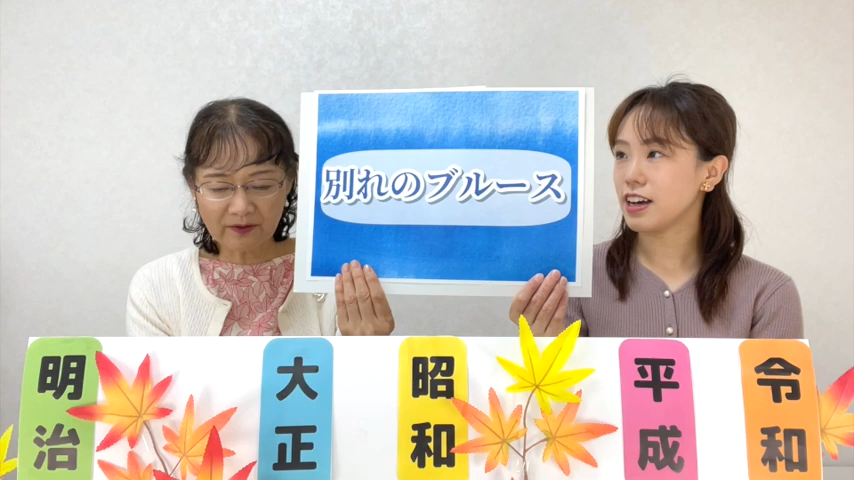 別れのブルース
明治
大正
昭和
平成
令和